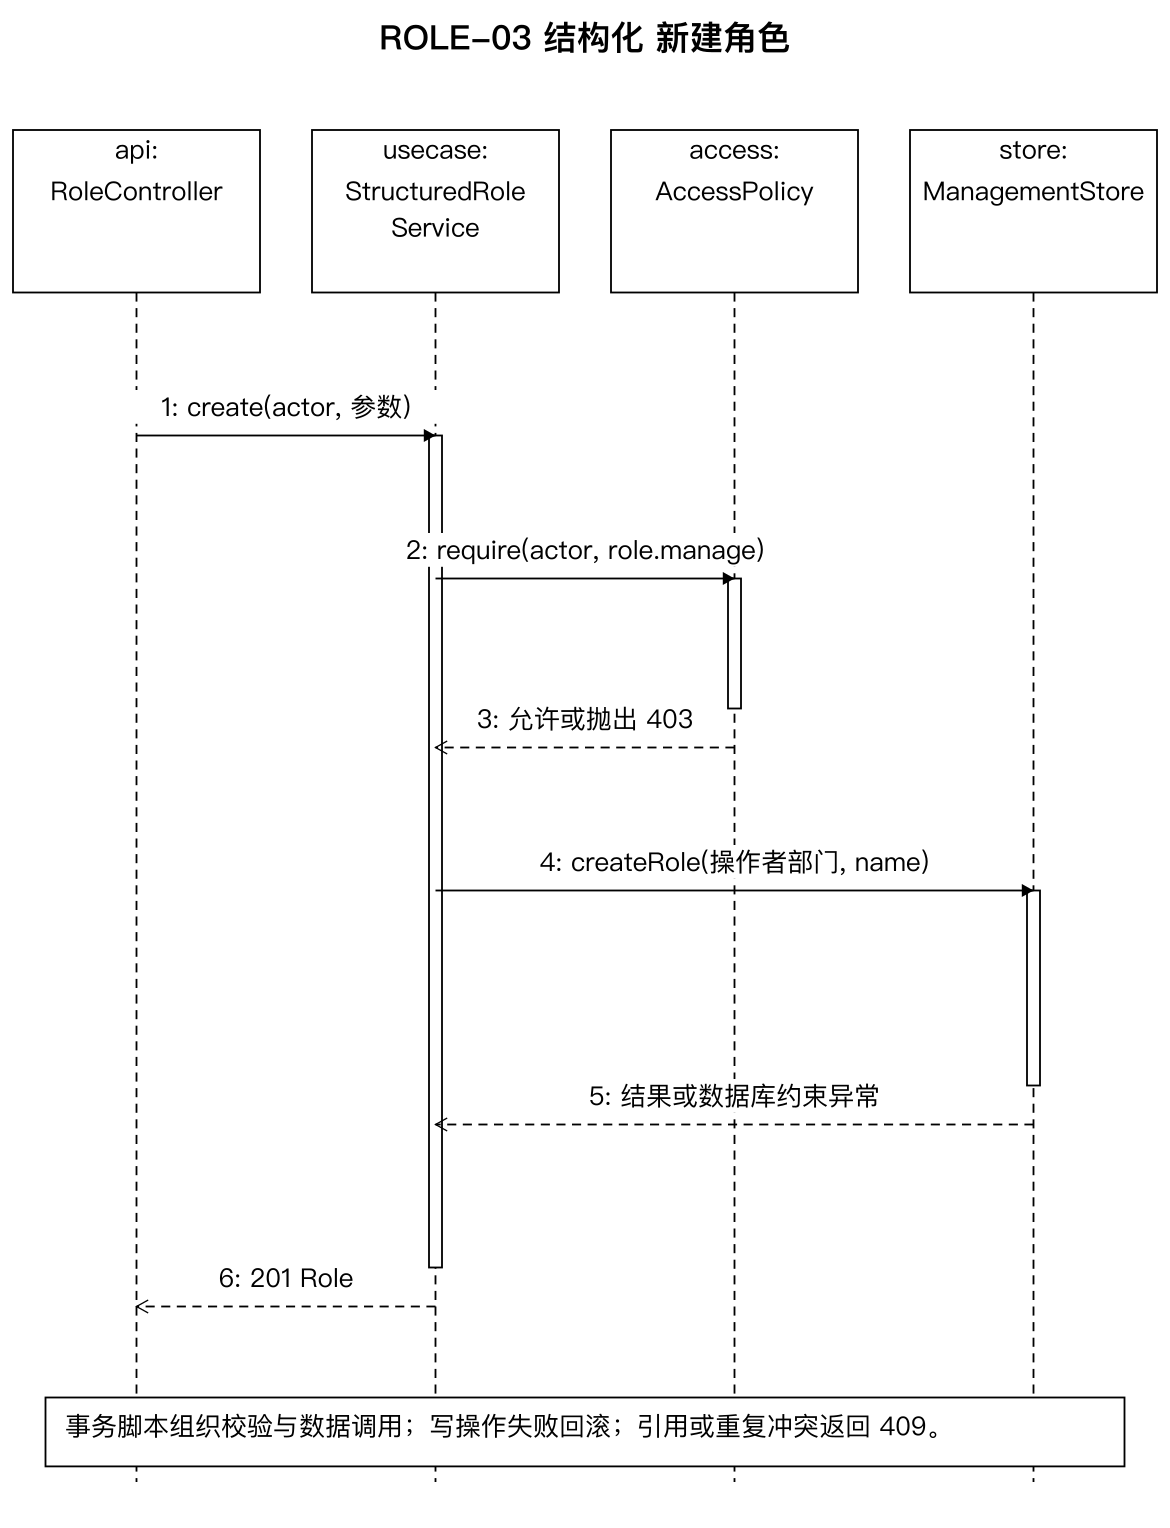 ROLE–03 结构化 新建角色
api:
RoleController
usecase:
StructuredRole
Service
access:
AccessPolicy
store:
ManagementStore
1: create(actor, 参数)
2: require(actor, role.manage)
3: 允许或抛出 403
4: createRole(操作者部门, name)
5: 结果或数据库约束异常
6: 201 Role
事务脚本组织校验与数据调用；写操作失败回滚；引用或重复冲突返回 409。